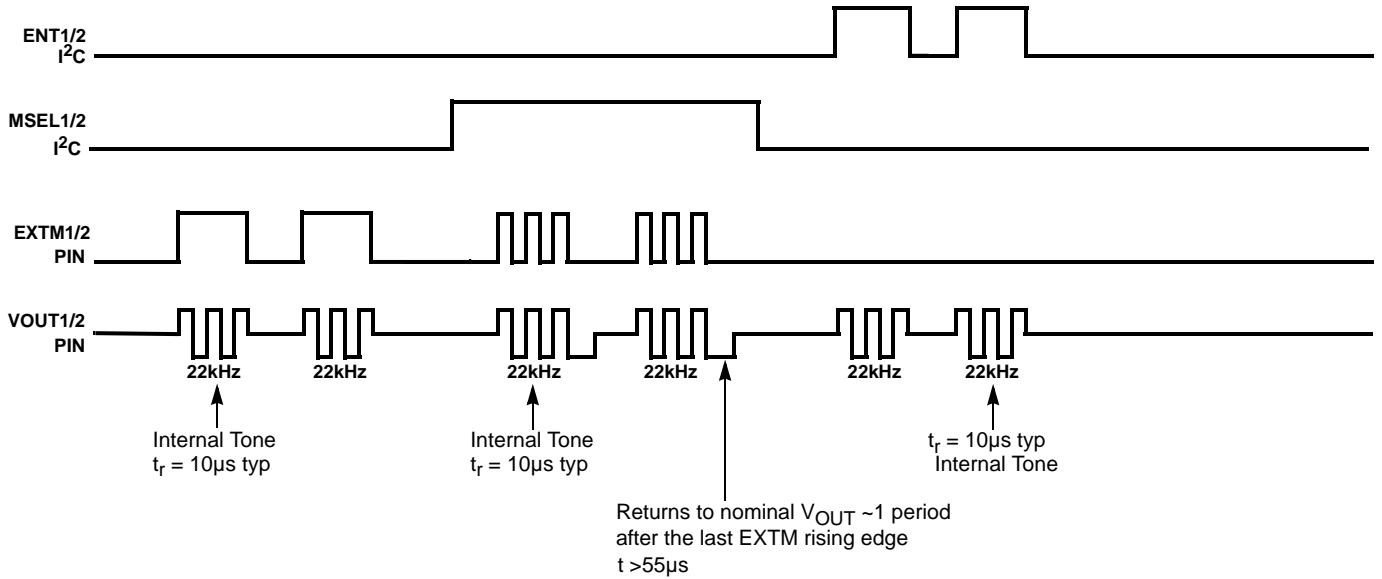 ENT1/2
I2C
MSEL1/2
I2C
EXTM1/2
PIN
VOUT1/2
PIN
22kHz 22kHz 22kHz 22kHz 22kHz 22kHz
Internal Tone
tr = 10µs typ
Internal Tone
tr = 10µs typ
tr = 10µs typ
Internal Tone
Returns to nominal VOUT ~1 period
after the last EXTM rising edge
t >55µs